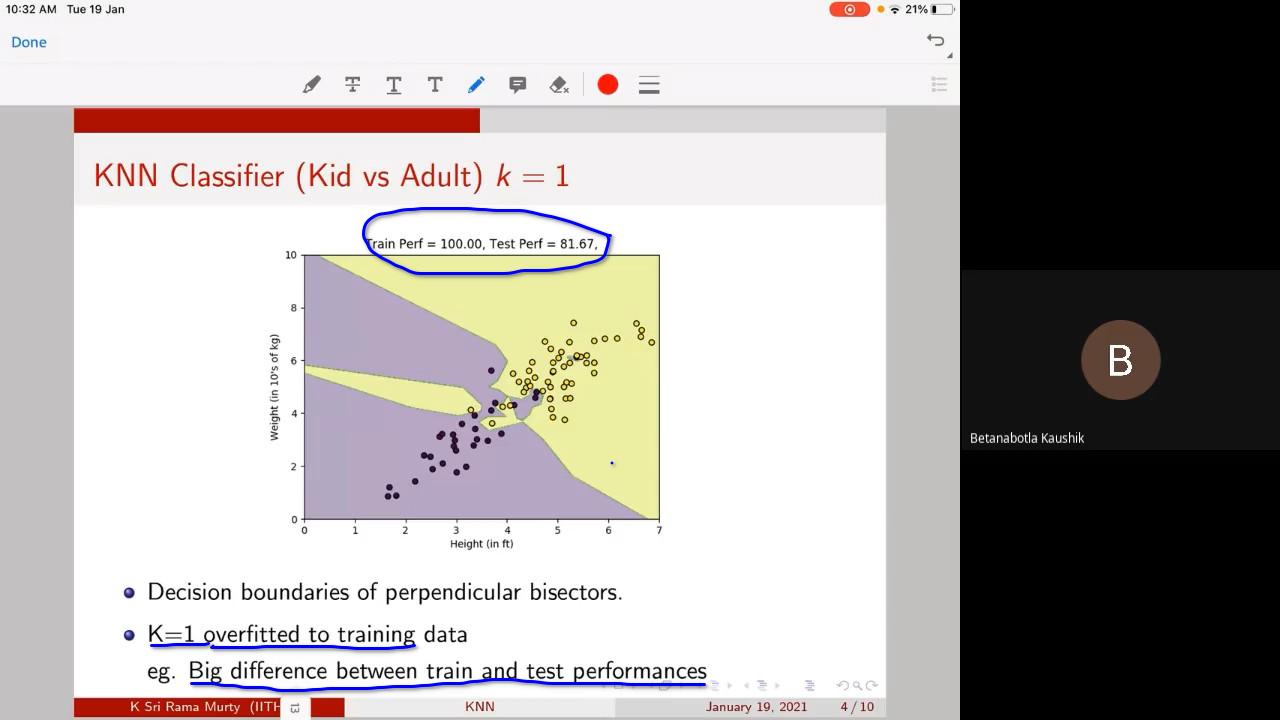 10:32 AM Tue 19 Jan
21%
Done
T T T
KNN Classifier (Kid vs Adult) k = 1
Train Perf = 100.00, Test Perf = 81.67,
10
8
6
4
2
0
Weight (in 10's of kg)
0 1 2 3 4 5 6 7
Height (in ft)
Decision boundaries of perpendicular bisectors.
K=1 overfitted to training data
eg. Big difference between train and test performances
K Sri Rama Murty (IITH
13
KNN
January 19, 2021
4 / 10
B
Betanabotla Kaushik